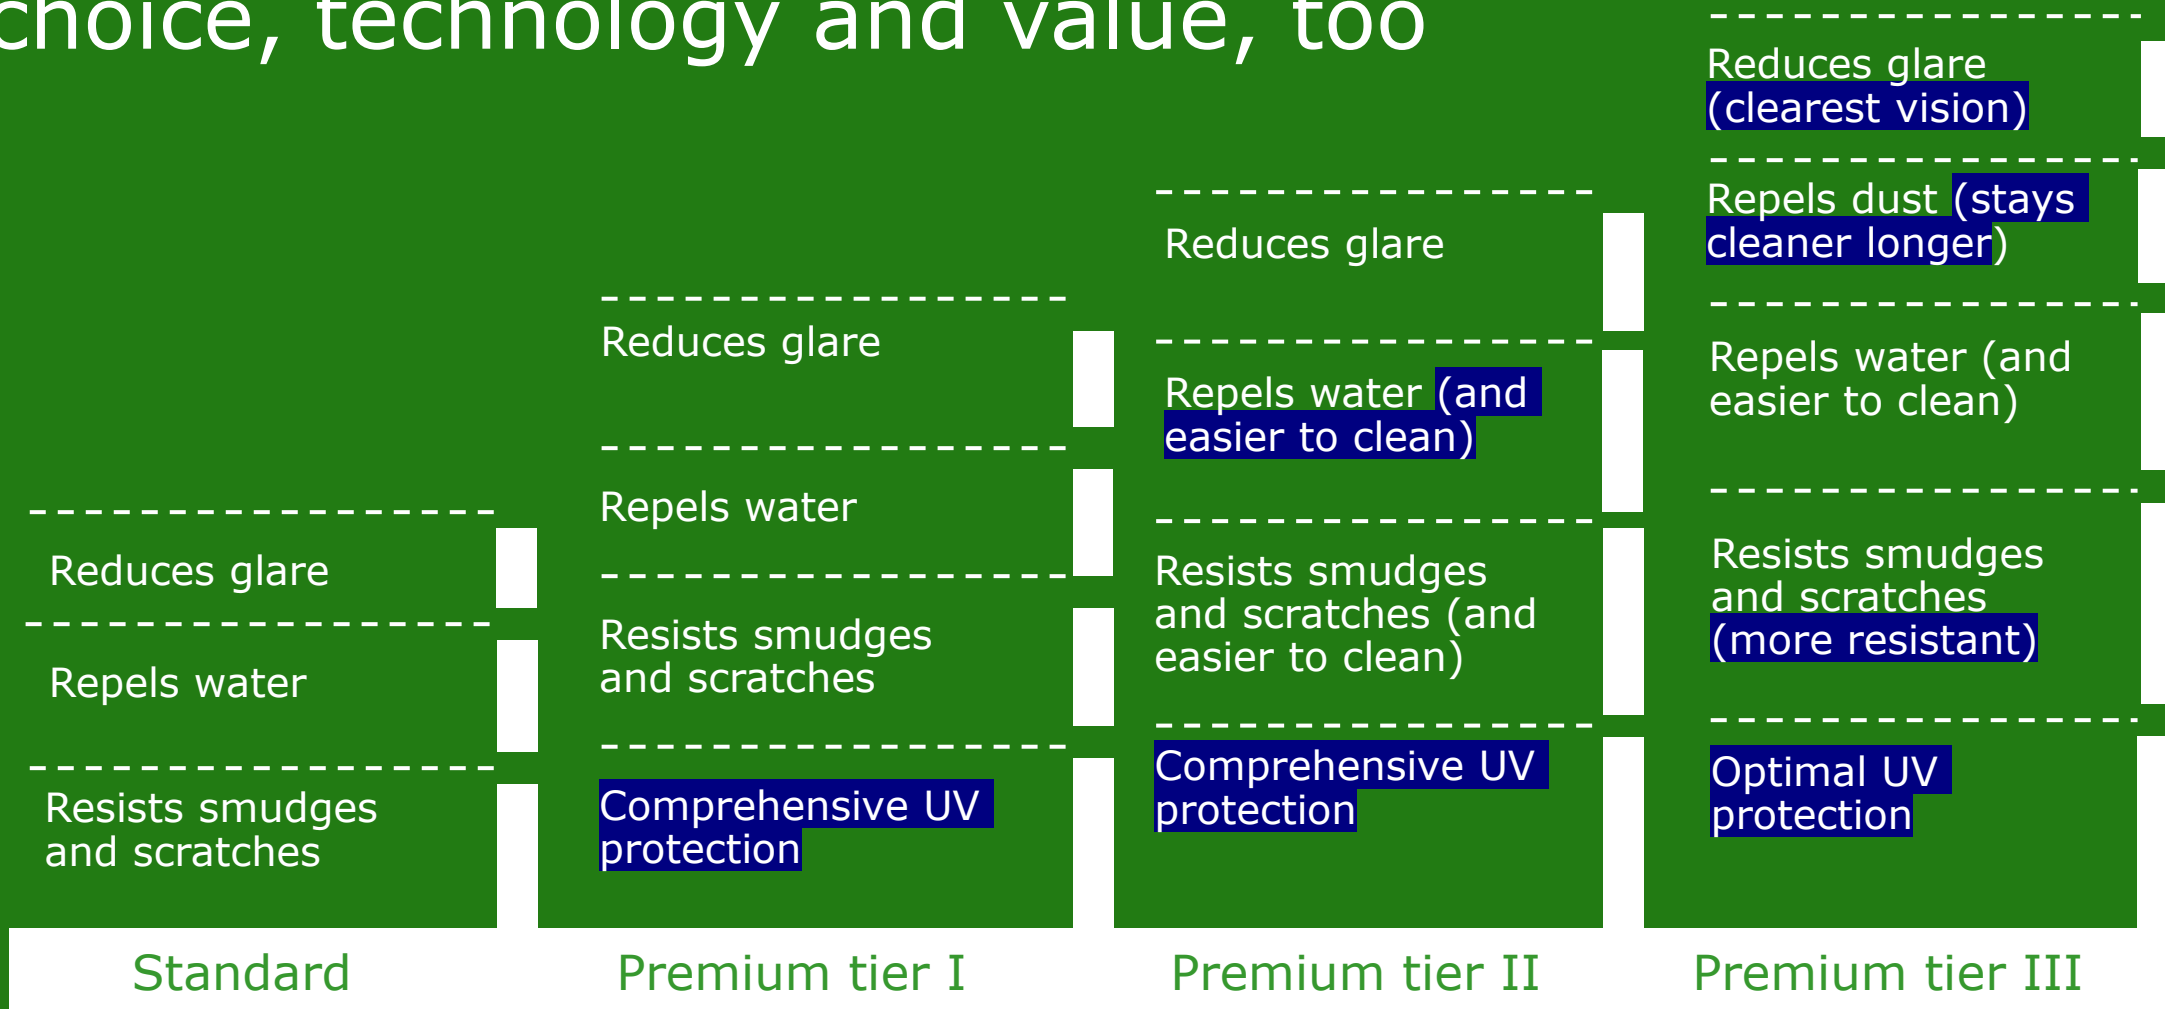 choice, technology and value, too
Reduces glare
Repels water
Resists smudges
and scratches
Standard
Reduces glare
Repels water
Resists smudges
and scratches
Comprehensive UV
protection
Premium tier I
Reduces glare
Repels water (and
easier to clean)
Resists smudges
and scratches (and
easier to clean)
Comprehensive UV
protection
Premium tier II
Reduces glare
(clearest vision)
Repels dust (stays
cleaner longer)
Repels water (and
easier to clean)
Resists smudges
and scratches
(more resistant)
Optimal UV
protection
Premium tier III